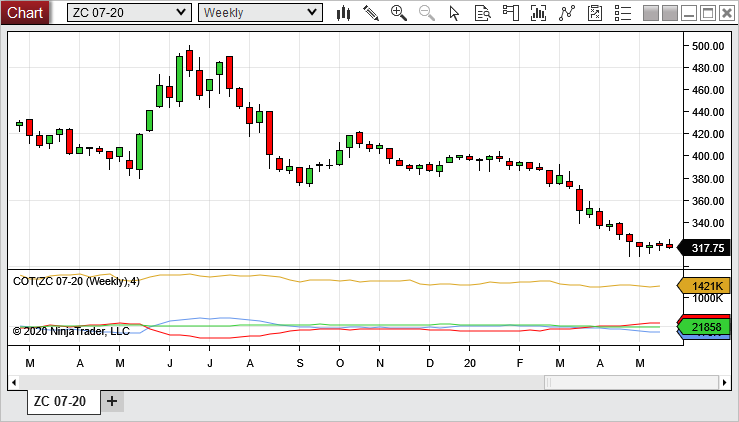 Chart ZC 07-20 Weekly
500.00
480.00
460.00
440.00
420.00
400.00
380.00
360.00
340.00
317.75
COT(ZC 07-20 (Weekly),4)
1421K
1000K
21858
© 2020 NinjaTrader, LLC
M A M J J A S O N D 20 F M A M
ZC 07-20 +